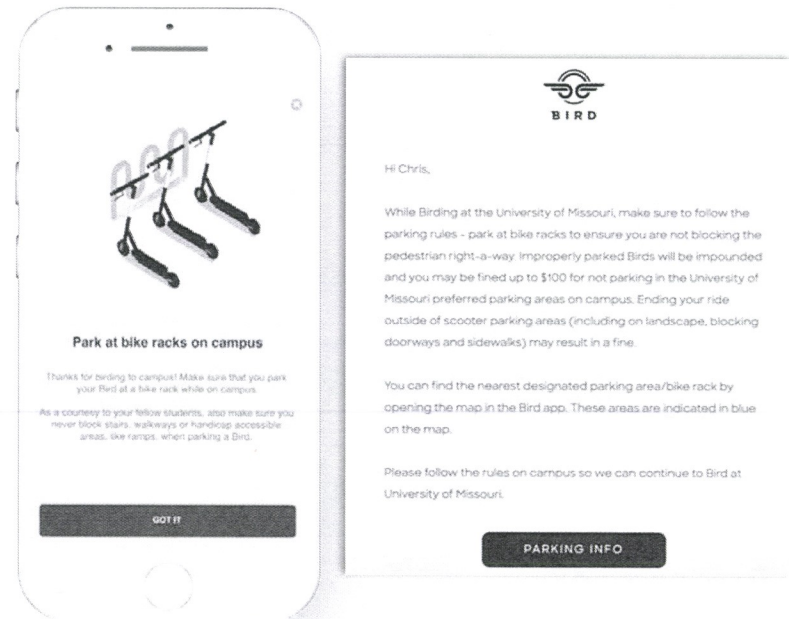 Park at bike racks on campus
Thanks for Birding to campus! Make sure that you park
your Bird at a bike rack while on campus.
As a courtesy to your fellow students, also make sure you
never block stairs, walkways or handicap accessible
areas, like ramps, when parking a Bird.
GOT IT
BIRD
Hi Chris,
While Birding at the University of Missouri, make sure to follow the
parking rules - park at bike racks to ensure you are not blocking the
pedestrian right-a-way. Improperly parked Birds will be impounded
and you may be fined up to $100 for not parking in the University of
Missouri preferred parking areas on campus. Ending your ride
outside of scooter parking areas (including on landscape, blocking
doorways and sidewalks) may result in a fine.
You can find the nearest designated parking area/bike rack by
opening the map in the Bird app. These areas are indicated in blue
on the map.
Please follow the rules on campus so we can continue to Bird at
University of Missouri.
PARKING INFO